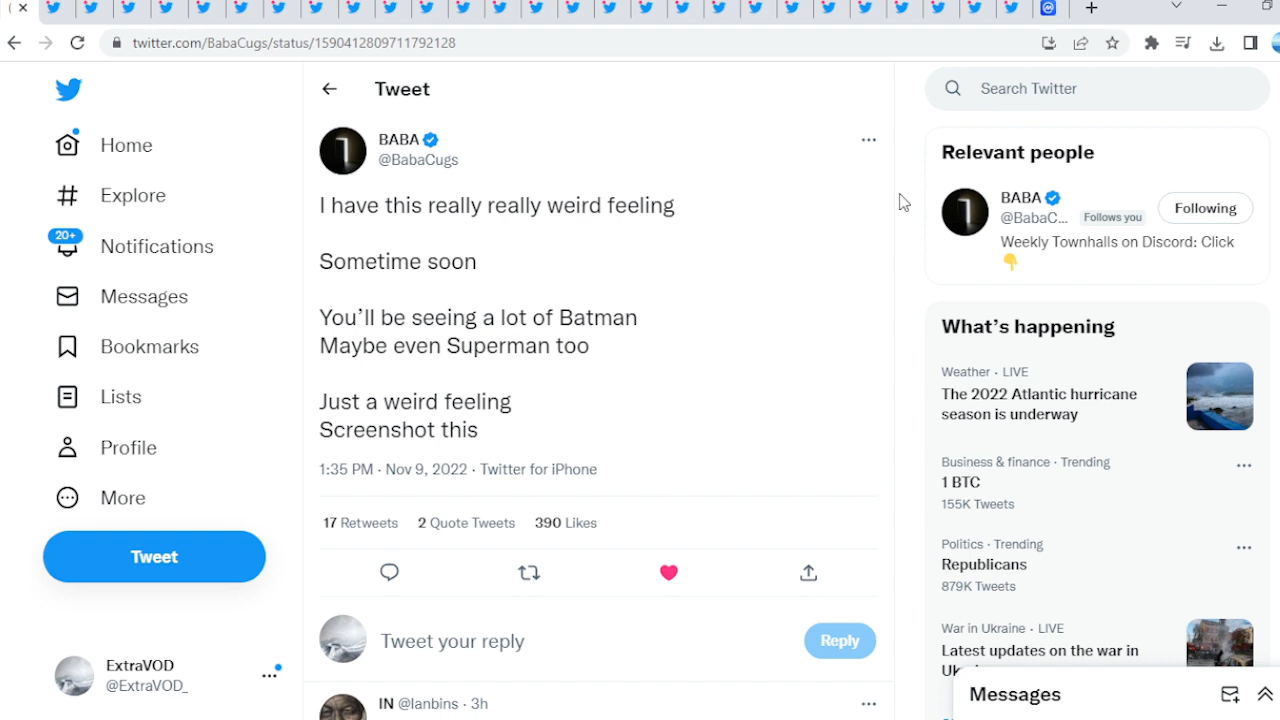 twitter.com/BabaCugs/status/1590412809711792128
Tweet
Search Twitter
Home
Explore
20+
Notifications
Messages
Bookmarks
Lists
Profile
More
Tweet
ExtraVOD
@ExtraVOD_
BABA
@BabaCugs
I have this really really weird feeling
Sometime soon
You’ll be seeing a lot of Batman
Maybe even Superman too
Just a weird feeling
Screenshot this
1:35 PM · Nov 9, 2022 · Twitter for iPhone
17 Retweets 2 Quote Tweets 390 Likes
Tweet your reply
Reply
IN @lanbins · 3h
Relevant people
BABA
@BabaC... Follows you
Following
Weekly Townhalls on Discord: Click
What’s happening
Weather · LIVE
The 2022 Atlantic hurricane
season is underway
Business & finance · Trending
1 BTC
155K Tweets
Politics · Trending
Republicans
879K Tweets
War in Ukraine · LIVE
Latest updates on the war in
Messages